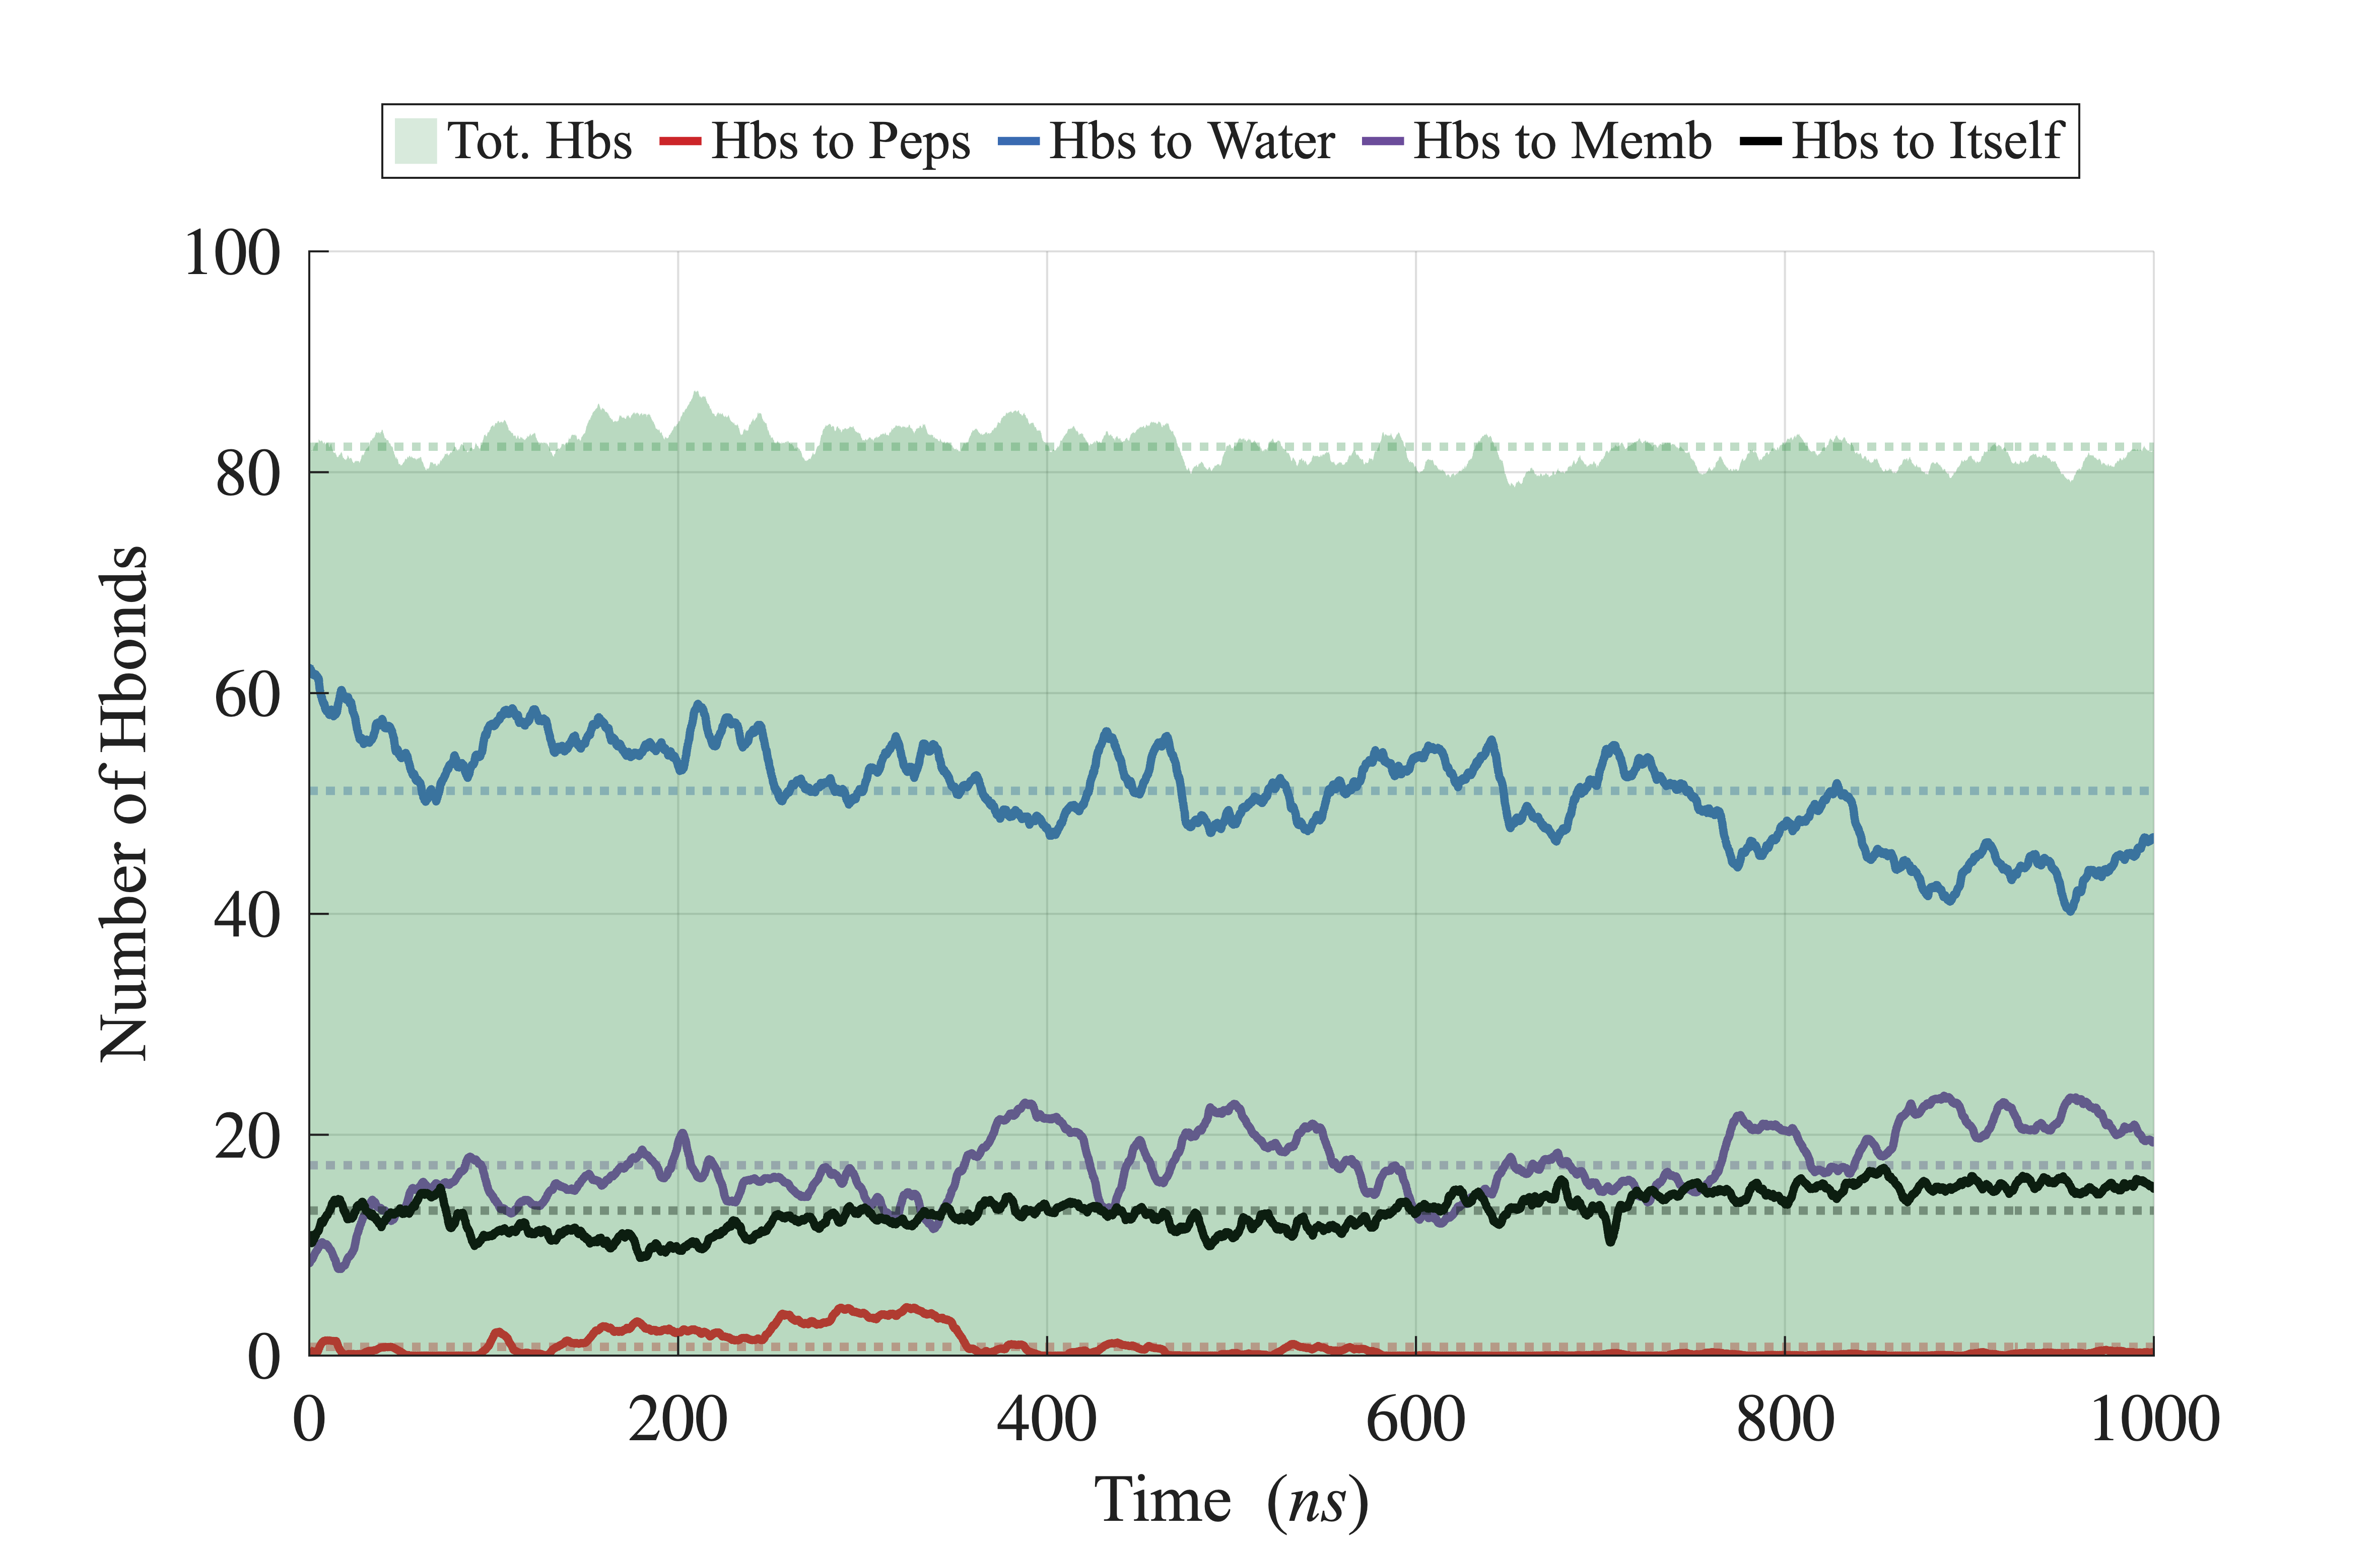 Tot. Hbs Hbs to Peps Hbs to Water Hbs to Memb Hbs to Itself
100
80
60
40
20
0
Number of Hbonds
0 200 400 600 800 1000
Time (ns)